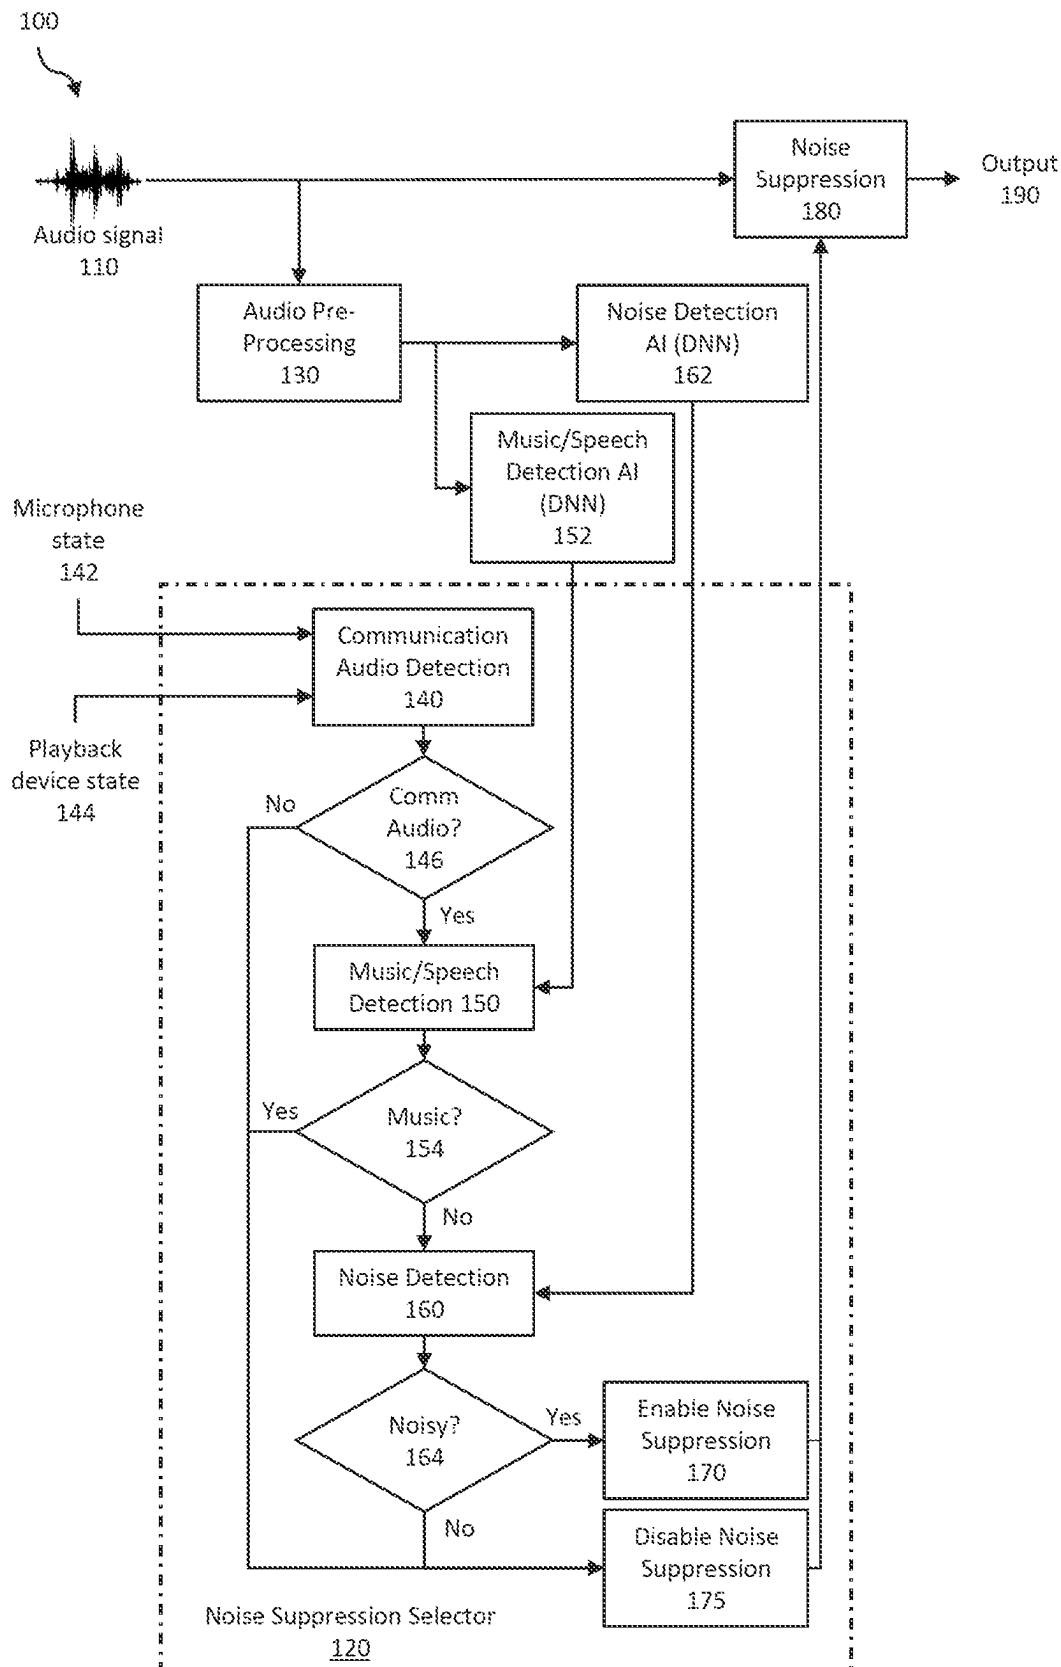 100
Audio signal
110
Noise
Suppression
180
Output
190
Audio Pre-
Processing
130
Noise Detection
AI (DNN)
162
Music/Speech
Detection AI
(DNN)
152
Microphone
state
142
Communication
Audio Detection
140
Playback
device state
144
No
Comm
Audio?
146
Yes
Music/Speech
Detection 150
Yes
Music?
154
No
Noise Detection
160
Noisy?
164
Yes
Enable Noise
Suppression
170
No
Disable Noise
Suppression
175
Noise Suppression Selector
120